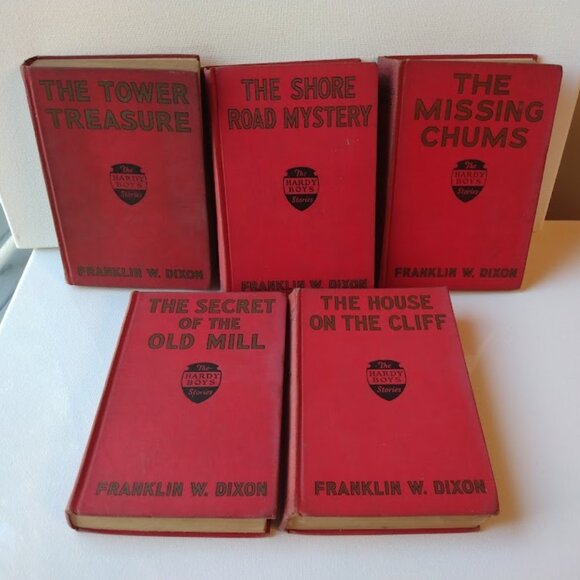 THE TOWER
TREASURE
The
HARDY
BOYS
Stories
FRANKLIN W. DIXON
THE SHORE
ROAD MYSTERY
The
HARDY
BOYS
Stories
FRANKLIN W. DIXON
THE
MISSING
CHUMS
The
HARDY
BOYS
Stories
FRANKLIN W. DIXON
THE SECRET
OF THE
OLD MILL
The
HARDY
BOYS
Stories
FRANKLIN W. DIXON
THE HOUSE
ON THE CLIFF
The
HARDY
BOYS
Stories
FRANKLIN W. DIXON